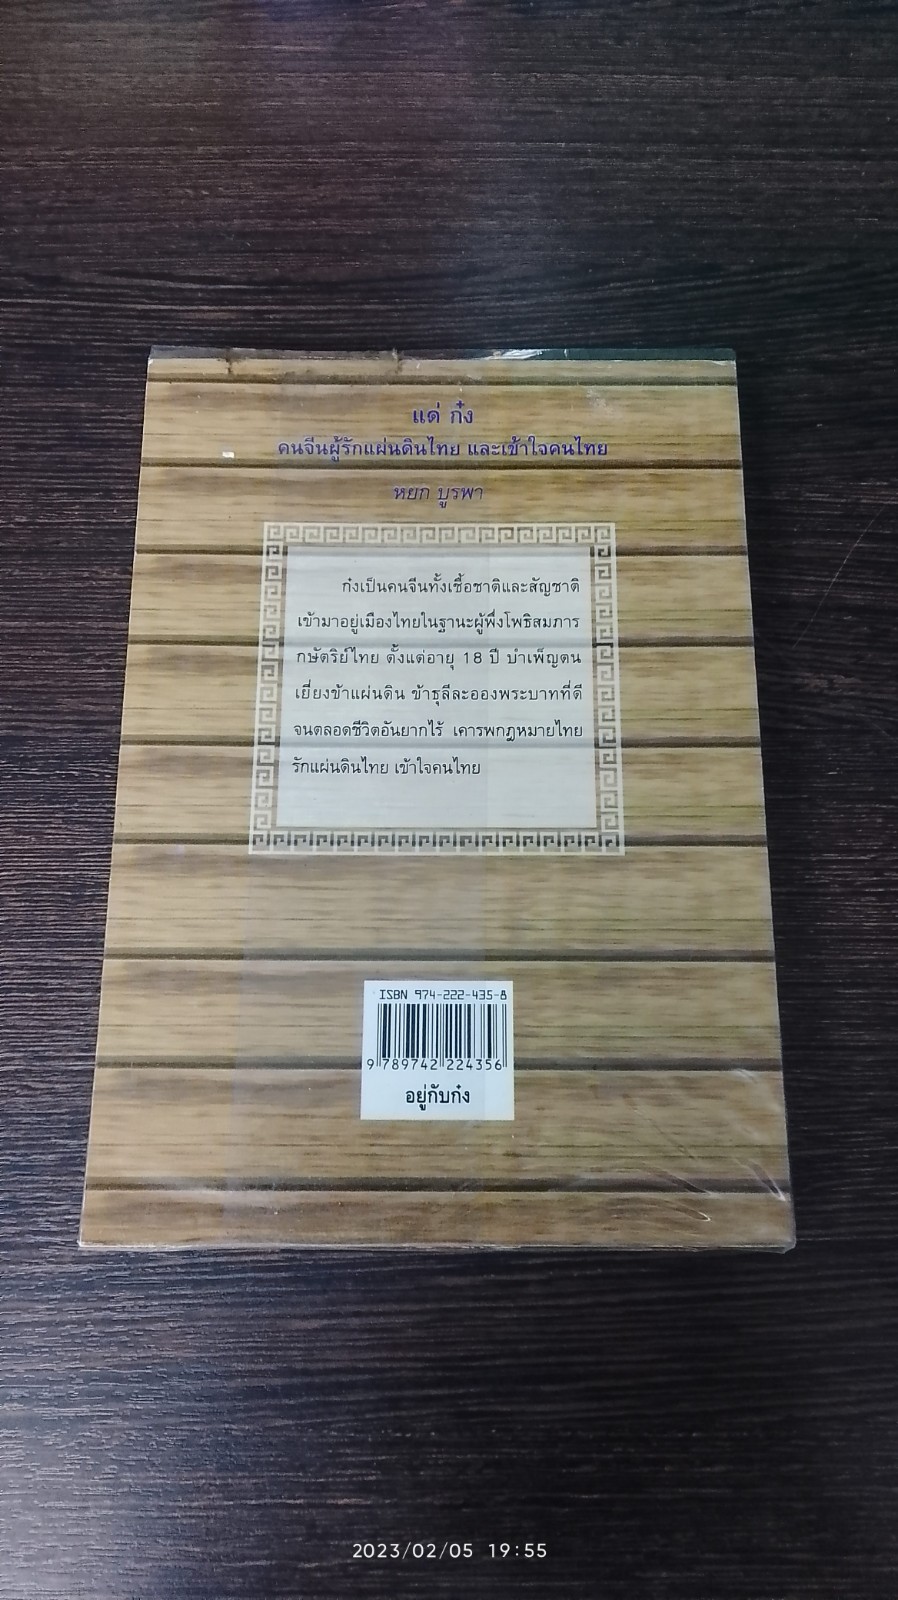 แด่ ก๋ง
คนจีนผู้รักแผ่นดินไทย และเข้าใจคนไทย
หยก บูรพา
ก๋งเป็นคนจีนทั้งเชื้อชาติและสัญชาติ
เข้ามาอยู่เมืองไทยในฐานะผู้พึ่งโพธิสมภาร
กษัตริย์ไทย ตั้งแต่อายุ 18 ปี บำเพ็ญตน
เยี่ยงข้าแผ่นดิน ข้าธุลีละอองพระบาทที่ดี
จนตลอดชีวิตอันยากไร้ เคารพกฎหมายไทย
รักแผ่นดินไทย เข้าใจคนไทย
ISBN 974-222-435-8
9 789742 224356
อยู่กับก๋ง
2023/02/05 19:55